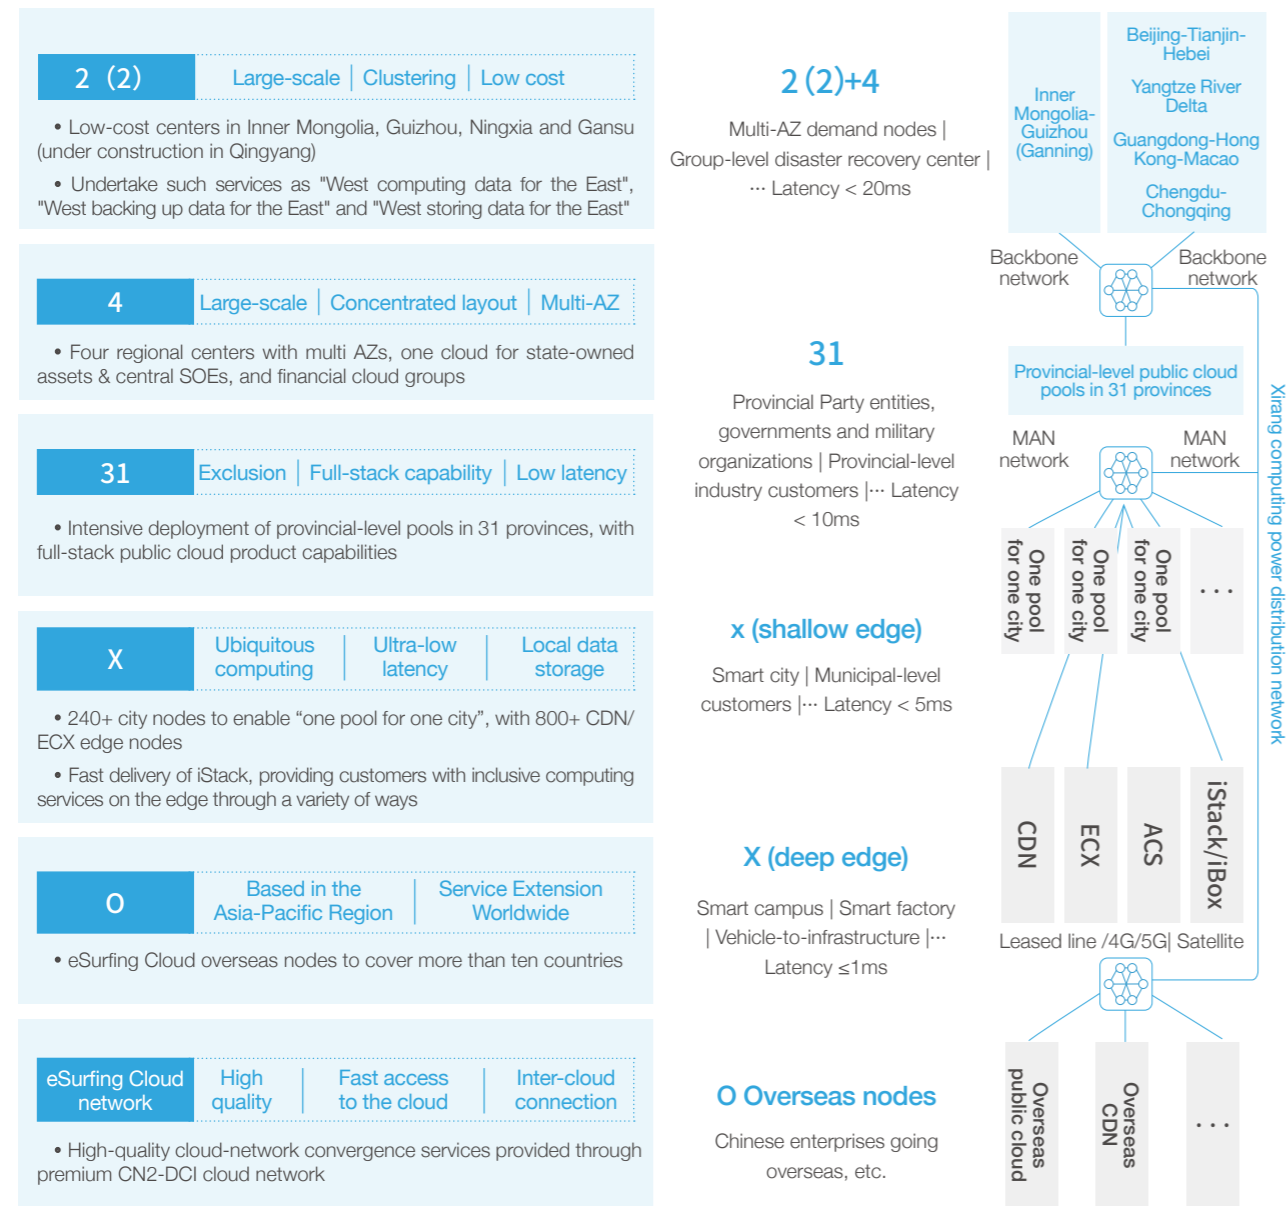 2（2）
Large-scale | Clustering | Low cost
• Low-cost centers in Inner Mongolia, Guizhou, Ningxia and Gansu
(under construction in Qingyang)
• Undertake such services as "West computing data for the East",
"West backing up data for the East" and "West storing data for the East"
4
Large-scale | Concentrated layout | Multi-AZ
• Four regional centers with multi AZs, one cloud for state-owned
assets & central SOEs, and financial cloud groups
31
Exclusion | Full-stack capability | Low latency
• Intensive deployment of provincial-level pools in 31 provinces, with
full-stack public cloud product capabilities
X
Ubiquitous
computing
Ultra-low
latency
Local data
storage
• 240+ city nodes to enable “one pool for one city”, with 800+ CDN/
ECX edge nodes
• Fast delivery of iStack, providing customers with inclusive computing
services on the edge through a variety of ways
O
Based in the
Asia-Pacific Region
Service Extension
Worldwide
• eSurfing Cloud overseas nodes to cover more than ten countries
eSurfing Cloud
network
High
quality
Fast access
to the cloud
Inter-cloud
connection
• High-quality cloud-network convergence services provided through
premium CN2-DCI cloud network
2（2)+4
Multi-AZ demand nodes |
Group-level disaster recovery center |
··· Latency < 20ms
31
Provincial Party entities,
governments and military
organizations | Provincial-level
industry customers |··· Latency
< 10ms
x (shallow edge)
Smart city | Municipal-level
customers |··· Latency < 5ms
X (deep edge)
Smart campus | Smart factory
| Vehicle-to-infrastructure |···
Latency ≤1ms
O Overseas nodes
Chinese enterprises going
overseas, etc.
Inner
Mongolia-
Guizhou
(Ganning)
Beijing-Tianjin-
Hebei
Yangtze River
Delta
Guangdong-Hong
Kong-Macao
Chengdu-
Chongqing
Backbone
network
Backbone
network
Provincial-level public cloud
pools in 31 provinces
MAN
network
MAN
network
One pool
for one city
One pool
for one city
One pool
for one city
···
CDN
ECX
ACS
iStack/iBox
Leased line /4G/5G| Satellite
Overseas
public cloud
Overseas
CDN
···
Xirang computing power distribution network